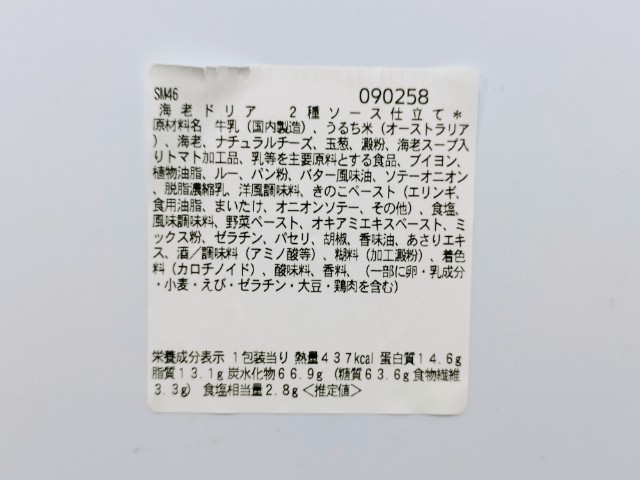 SM46 090258
海老ドリア 2種ソース仕立て*
原材料名 牛乳(国内製造)、うるち米(オーストラリア
)、海老、ナチュラルチーズ、玉葱、澱粉、海老スープ入
りトマト加工品、乳等を主要原料とする食品、ブイヨン、
植物油脂、ルー、パン粉、バター風味油、ソテーオニオン
、脱脂濃縮乳、洋風調味料、きのこペースト(エリンギ、
食用油脂、まいたけ、オニオンソテー、その他)、食塩、
風味調味料、野菜ペースト、オキアミエキスペースト、ミ
ックス粉、ゼラチン、パセリ、胡椒、香味油、あさりエキ
ス、酒/調味料(アミノ酸等)、糊料(加工澱粉)、着色
料(カロチノイド)、酸味料、香料、(一部に卵・乳成分
・小麦・えび・ゼラチン・大豆・鶏肉を含む)
栄養成分表示 1包装当り 熱量437kcal 蛋白質14.6g
脂質13.1g 炭水化物66.9g (糖質63.6g 食物繊維
3.3g) 食塩相当量2.8g <推定値>